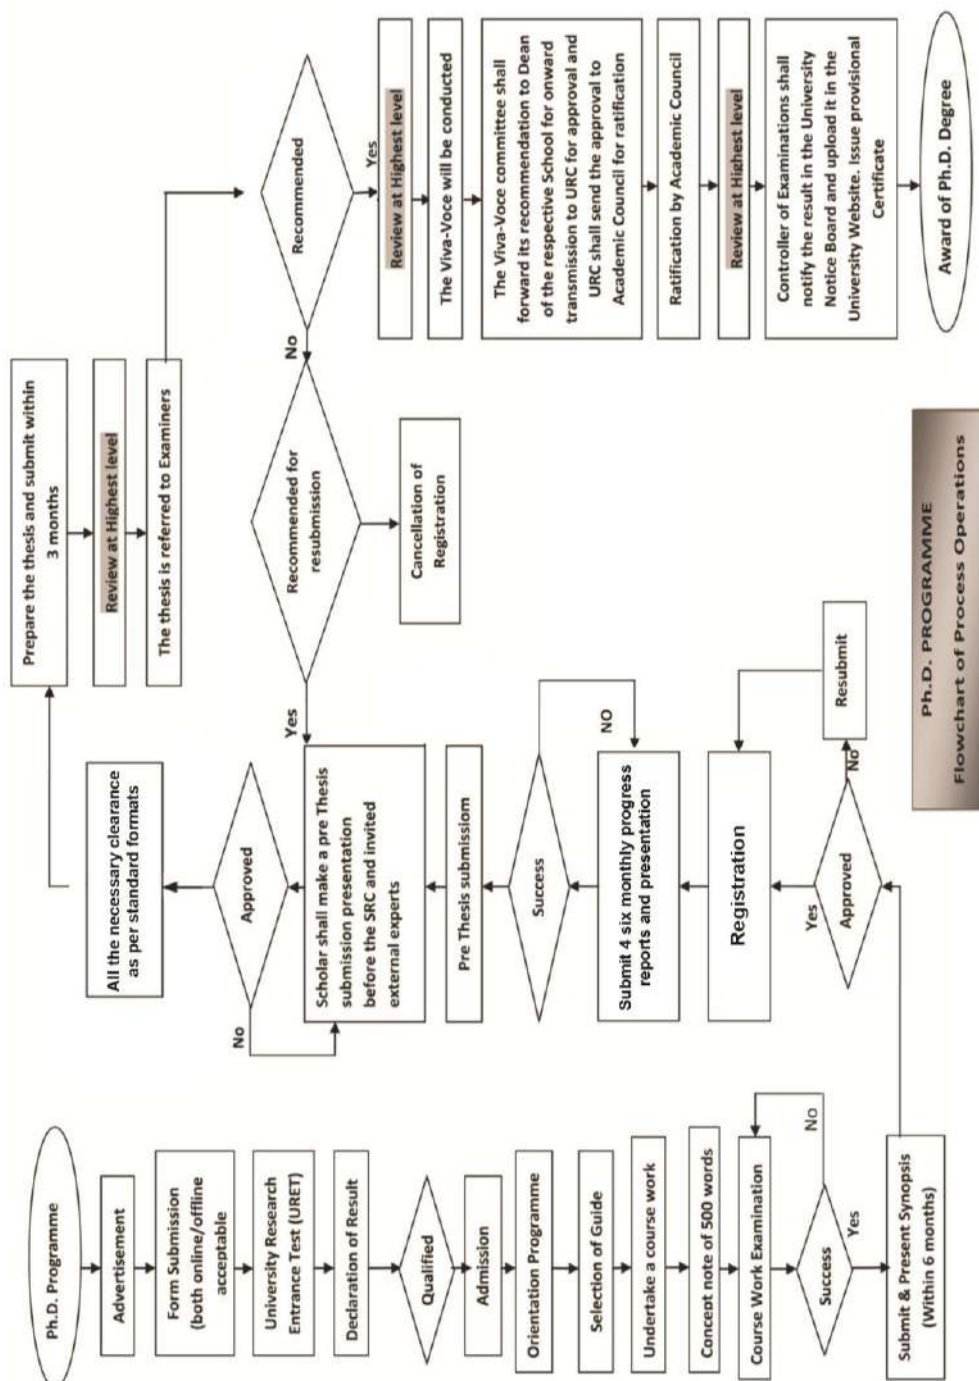 Ph.D. Programme
Advertisement
Form Submission
(both online/offline
acceptable
University Research
Entrance Test (URET)
Declaration of Result
Qualified
Admission
Orientation Programme
Selection of Guide
Undertake a course work
Concept note of 500 words
Course Work Examination
Success
No
Yes
Submit & Present Synopsis
(Within 6 months)
Approved
No
Resubmit
Yes
Registration
Submit 4 six monthly progress
reports and presentation
Success
NO
Pre Thesis submissiom
Scholar shall make a pre Thesis
submission presentation
before the SRC and invited
external experts
Approved
No
All the necessary clearance
as per standard formats
Prepare the thesis and submit within
3 months
Review at Highest level
The thesis is referred to Examiners
Recommended
No
Recommended for
resubmission
Yes
Cancellation of
Registration
Yes
Review at Highest level
The Viva-Voce will be conducted
The Viva-Voce committee shall
forward its recommendation to Dean
of the respective School for onward
transmission to URC for approval and
URC shall send the approval to
Academic Council for ratification
Ratification by Academic Council
Review at Highest level
Controller of Examinations shall
notify the result in the University
Notice Board and upload it in the
University Website. Issue provisional
Certificate
Award of Ph.D. Degree
Ph.D. PROGRAMME
Flowchart of Process Operations